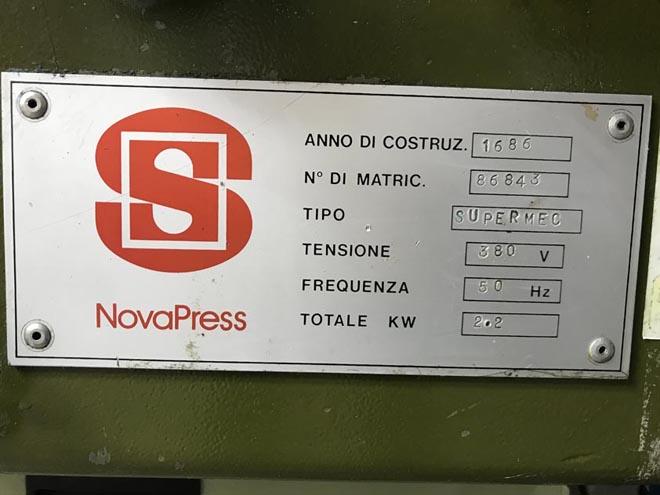 S
NovaPress
ANNO DI COSTRUZ. 1686
N° DI MATRIC. 86843
TIPO SUPERMEC
TENSIONE 380 V
FREQUENZA 50 Hz
TOTALE KW 2.2